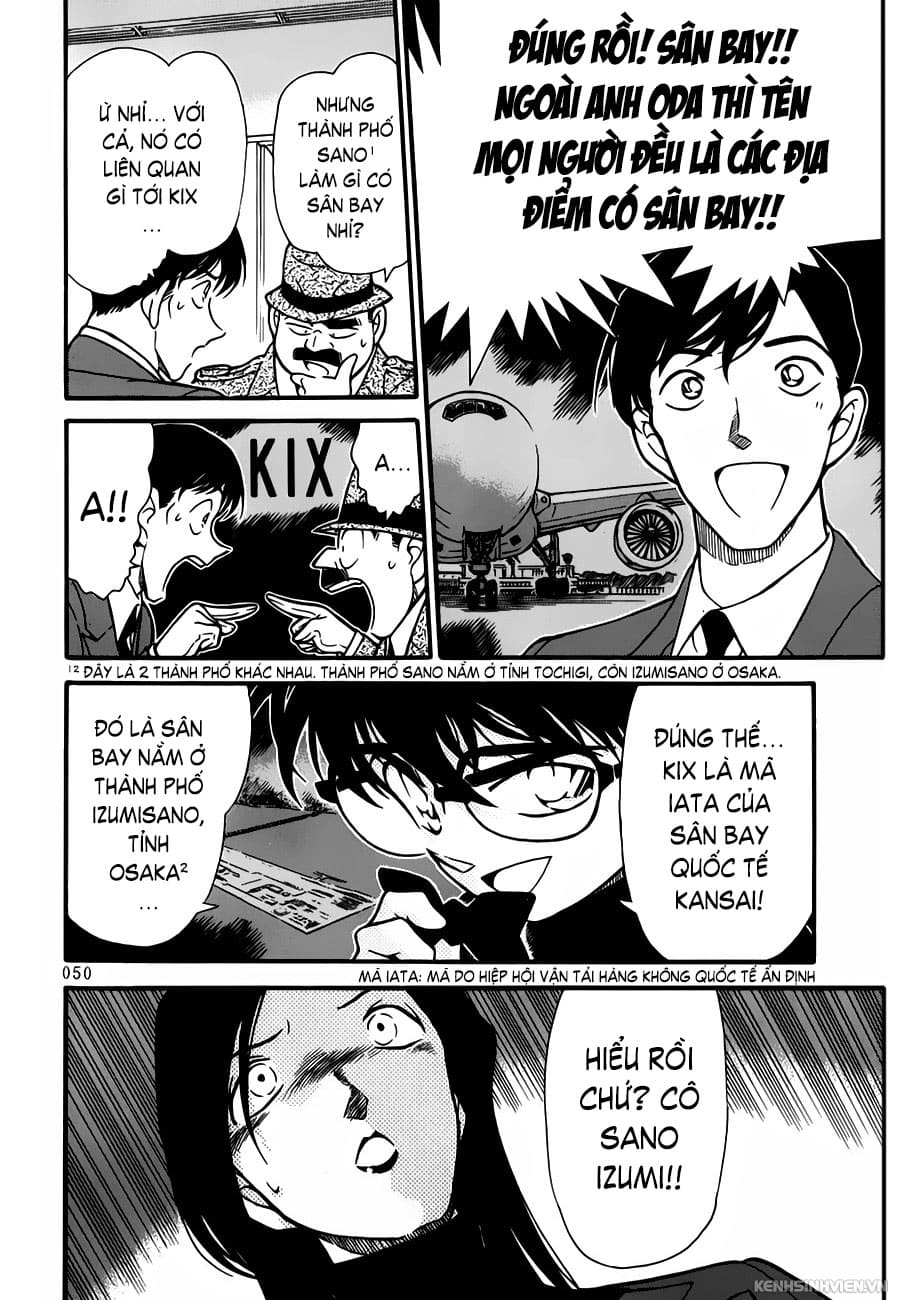 ĐÚNG RỒI! SÂN BAY!!
NGOÀI ANH ODA THÌ TÊN
MỌI NGƯỜI ĐỀU LÀ CÁC ĐỊA
ĐIỂM CÓ SÂN BAY!!
NHƯNG
THÀNH PHỐ
SANO¹
LÀM GÌ CÓ
SÂN BAY
NHỈ?
Ừ NHỈ... VỚI
CẢ, NÓ CÓ
LIÊN QUAN
GÌ TỚI KIX
...
A...
KIX
A!!
¹² ĐÂY LÀ 2 THÀNH PHỐ KHÁC NHAU. THÀNH PHỐ SANO NẰM Ở TỈNH TOCHIGI, CÒN IZUMISANO Ở OSAKA.
ĐÚNG THẾ...
KIX LÀ MÃ
IATA CỦA
SÂN BAY
QUỐC TẾ
KANSAI!
ĐÓ LÀ SÂN
BAY NẰM Ở
THÀNH PHỐ
IZUMISANO,
TỈNH
OSAKA²
...
050
MÃ IATA: MÃ DO HIỆP HỘI VẬN TẢI HÀNG KHÔNG QUỐC TẾ ẤN ĐỊNH
HIỂU RỒI
CHỨ? CÔ
SANO
IZUMI!!
KENHSINHVIEN.VN